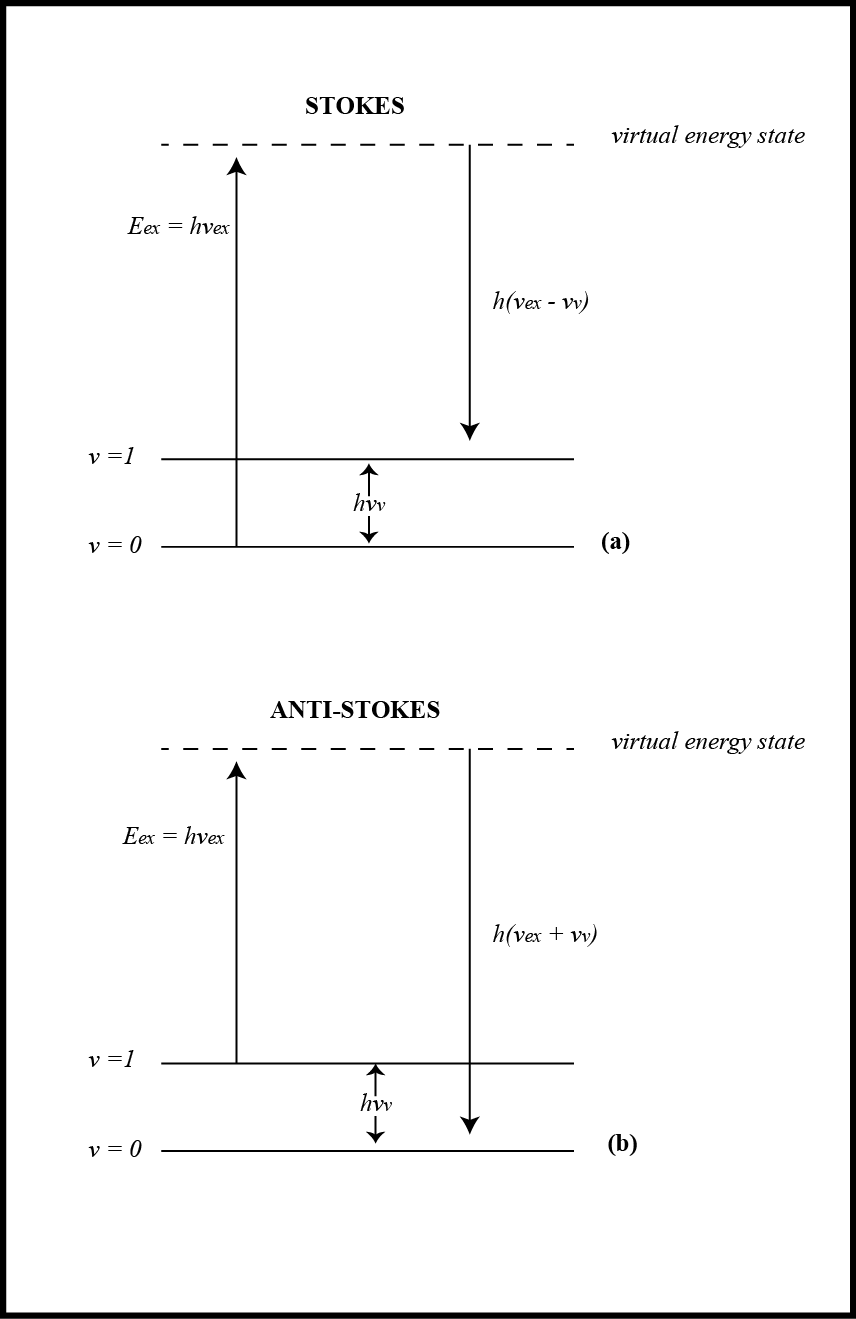 STOKES
virtual energy state
Eex = hvex
h(vex - vv)
v =1
hvv
v = 0
(a)
ANTI-STOKES
virtual energy state
Eex = hvex
h(vex + vv)
v =1
hvv
v = 0
(b)